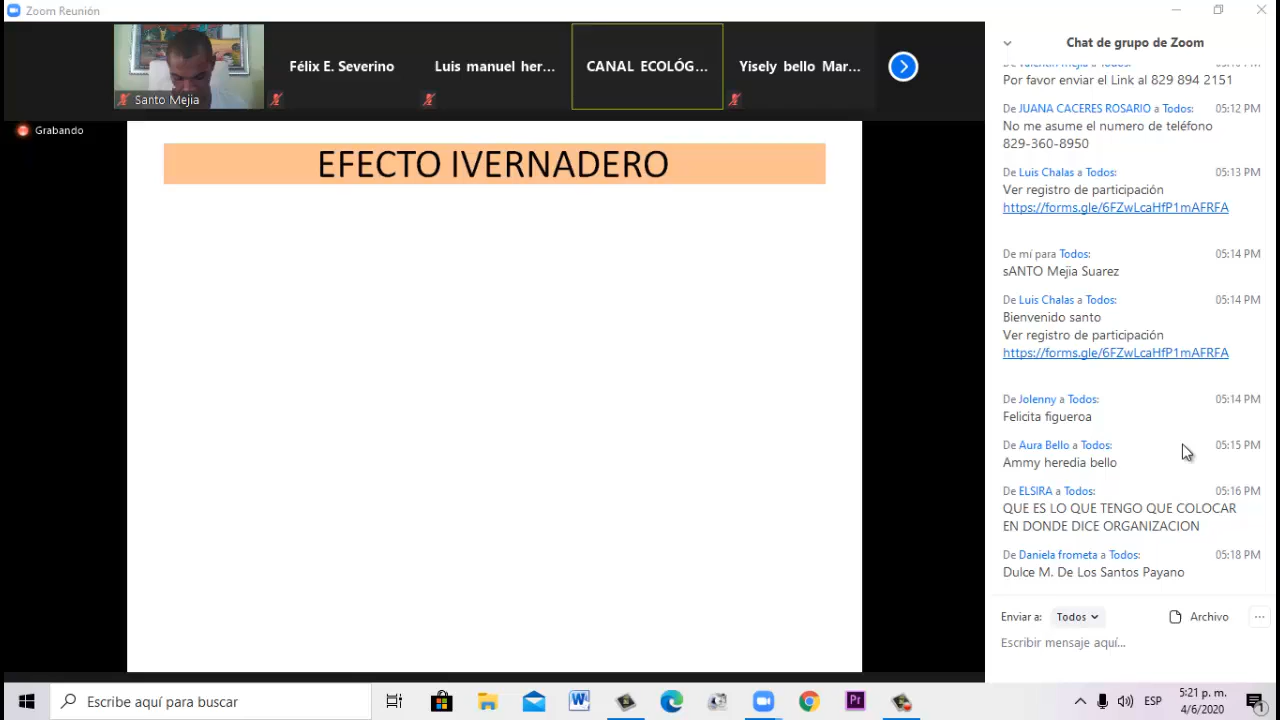 Zoom Reunión
Santo Mejia
Félix E. Severino
Luis manuel her...
CANAL ECOLÓG...
Yisely bello Mar...
Grabando
EFECTO IVERNADERO
Chat de grupo de Zoom
Por favor enviar el Link al 829 894 2151
De JUANA CACERES ROSARIO a Todos: 05:12 PM
No me asume el numero de teléfono
829-360-8950
De Luis Chalas a Todos: 05:13 PM
Ver registro de participación
https://forms.gle/6FZwLcaHfP1mAFRFA
De mí para Todos: 05:14 PM
sANTO Mejia Suarez
De Luis Chalas a Todos: 05:14 PM
Bienvenido santo
Ver registro de participación
https://forms.gle/6FZwLcaHfP1mAFRFA
De Jolenny a Todos: 05:14 PM
Felicita figueroa
De Aura Bello a Todos: 05:15 PM
Ammy heredia bello
De ELSIRA a Todos: 05:16 PM
QUE ES LO QUE TENGO QUE COLOCAR
EN DONDE DICE ORGANIZACION
De Daniela frometa a Todos: 05:18 PM
Dulce M. De Los Santos Payano
Enviar a: Todos Archivo ...
Escribir mensaje aquí...
Escribe aquí para buscar
W
Pr
ESP
5:21 p. m.
4/6/2020
1